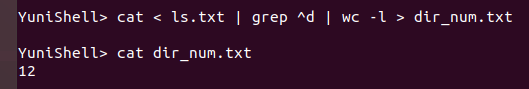 YuniShell> cat < ls.txt | grep ^d | wc -l > dir_num.txt
YuniShell> cat dir_num.txt
12